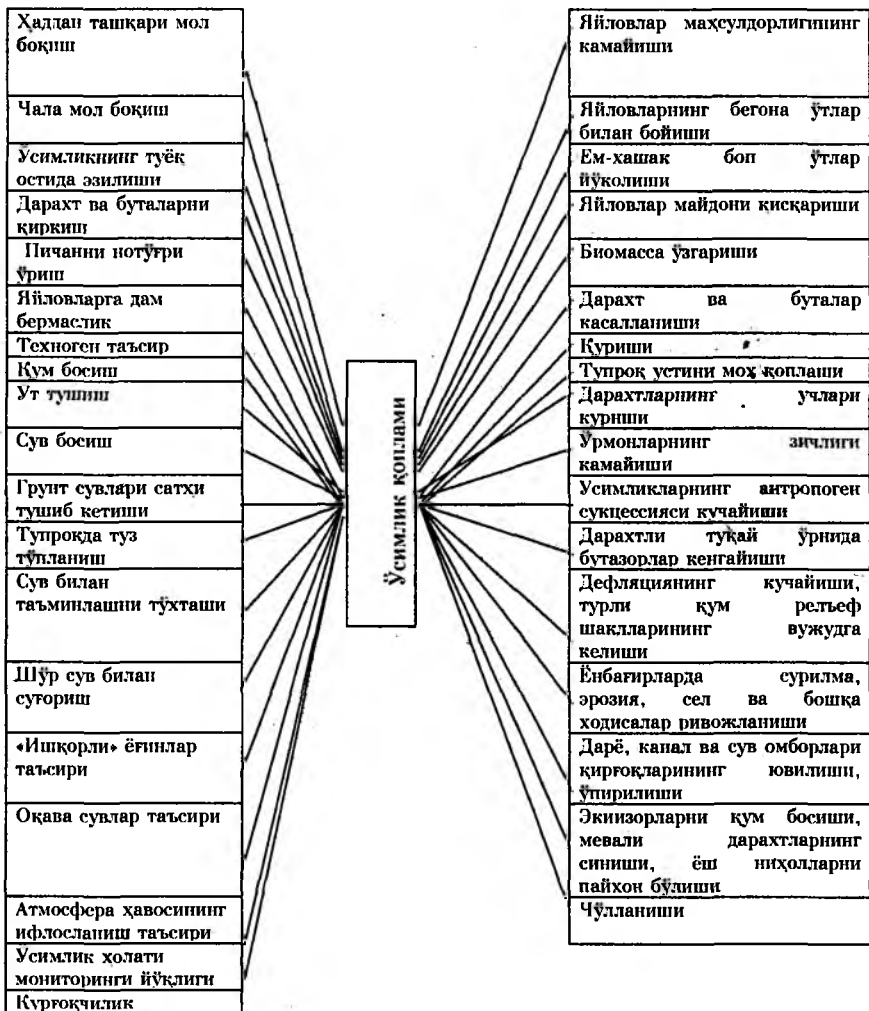 Ҳаддан ташқари мол
боқиш
Чала мол боқиш
Ўсимликнинг туёқ
остида эзилиши
Дарахт ва буталарни
қиркиш
Пичанни нотўғри
ўриш
Яйловларга дам
бермаслик
Техноген таъсир
Қум босиш
Ут тушиш
Сув босиш
Грунт сувлари сатҳи
тушиб кетиши
Тупроқда туз
тўпланиш
Сув билан
таъминлашни тўхташи
Шўр сув билан
суғориш
«Ишқорли» ёғинлар
таъсири
Оқава сувлар таъсири
Атмосфера ҳавосининг
ифлосланиш таъсири
Ўсимлик ҳолати
мониторинги йўқлиги
Қурғоқчилик
Ўсимлик қоплами
Яйловлар маҳсулдорлигининг
камайиши
Яйловларнинг бегона ўтлар
билан бойиши
Ем-хашак боп ўтлар
йўколиши
Яйловлар майдони қисқариши
Биомасса ўзгариши
Дарахт ва буталар
касалланиши
Қуриши
Тупроқ устини мох қоплаши
Дарахтларнинг учлари
куриши
Ўрмонларнинг зичлиги
камайиши
Усимликларнинг антропоген
сукцессияси кучайиши
Дарахтли туқай ўрнида
бутазорлар кенгайиши
Дефляциянинг кучайиши,
турли қум рельеф
шаклларининг вужудга
келиши
Ёнбағирларда сурилма,
эрозия, сел ва бошқа
ходисалар ривожланиши
Дарё, канал ва сув омборлари
қирғоқларининг ювилиши,
ўпирилиши
Экинзорларни қум босиши,
мевали дарахтларнинг
синиши, ёш ниҳолларни
пайхон бўлиши
Чўлланиши